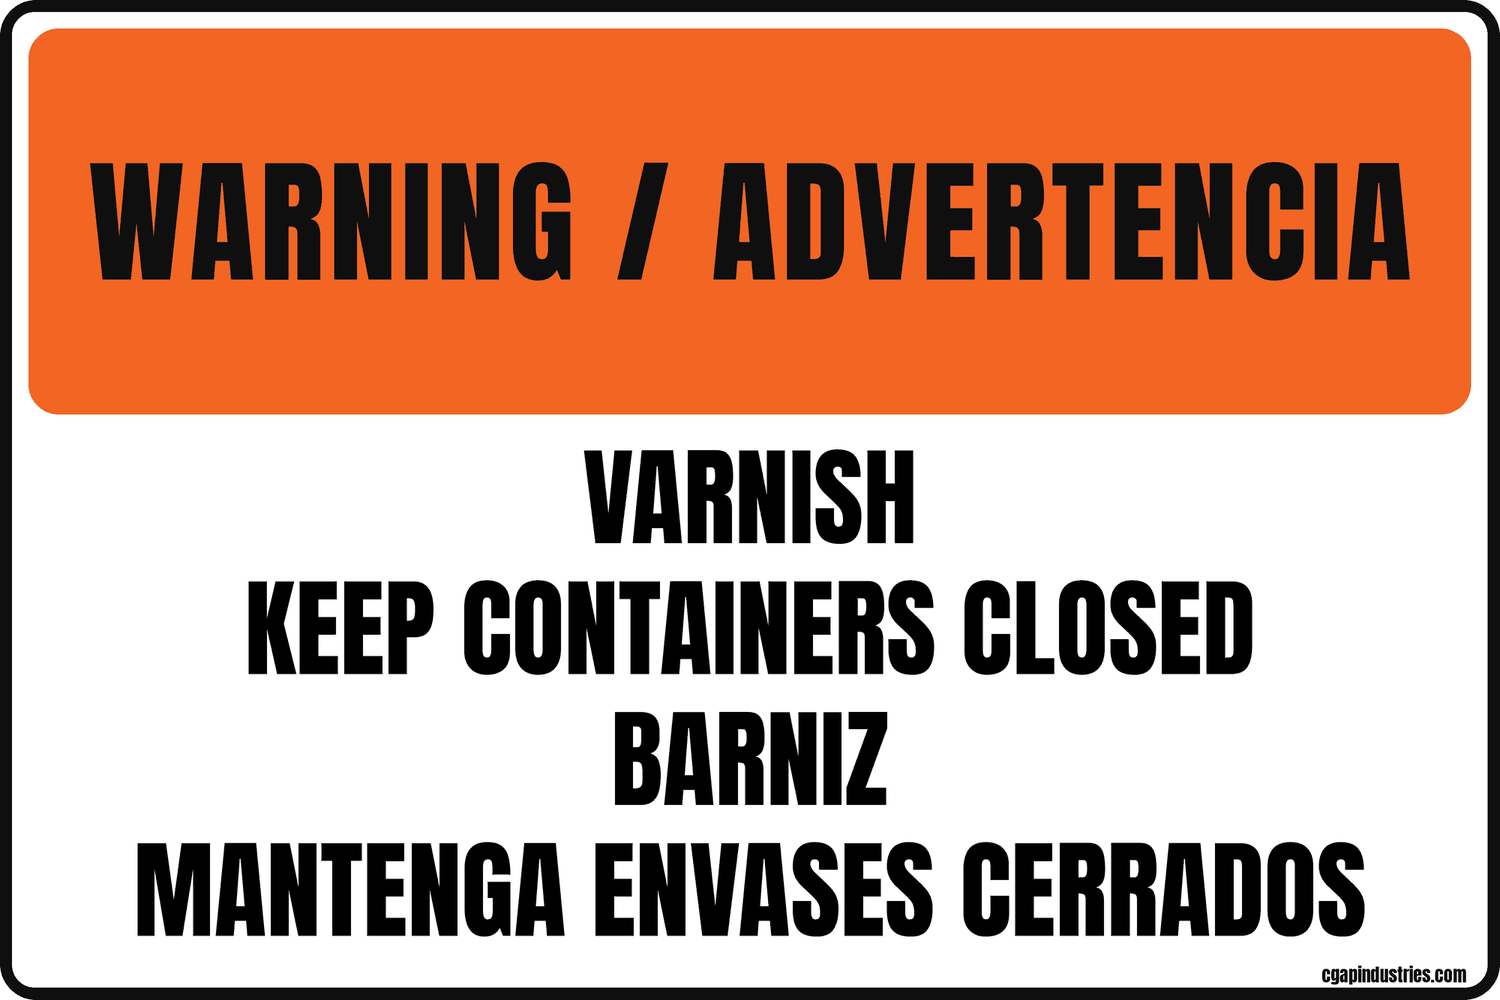 WARNING / ADVERTENCIA
VARNISH
KEEP CONTAINERS CLOSED
BARNIZ
MANTENGA ENVASES CERRADOS
cgapindustries.com